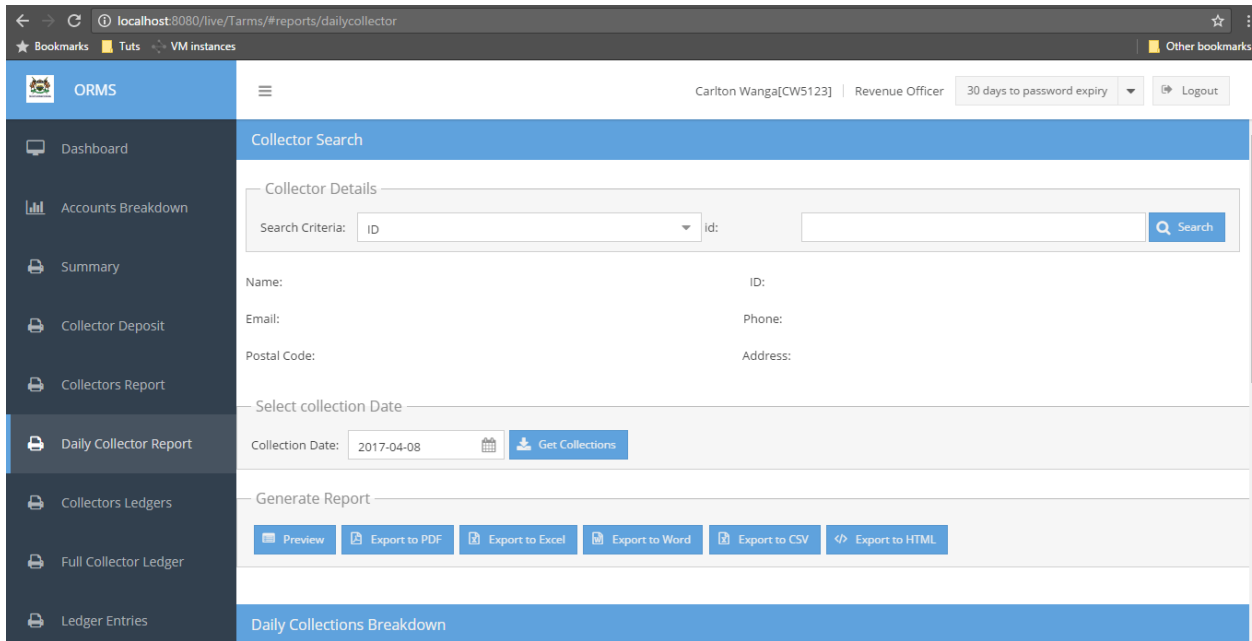 localhost:8080/live/Tarms/#reports/dailycollector
Bookmarks Tuts VM instances Other bookmarks
ORMS
Carlton Wanga[CW5123] Revenue Officer 30 days to password expiry Logout
Dashboard
Accounts Breakdown
Summary
Collector Deposit
Collectors Report
Daily Collector Report
Collectors Ledgers
Full Collector Ledger
Ledger Entries
Collector Search
Collector Details
Search Criteria: ID id: Search
Name: ID:
Email: Phone:
Postal Code: Address:
Select collection Date
Collection Date: 2017-04-08 Get Collections
Generate Report
Preview Export to PDF Export to Excel Export to Word Export to CSV Export to HTML
Daily Collections Breakdown